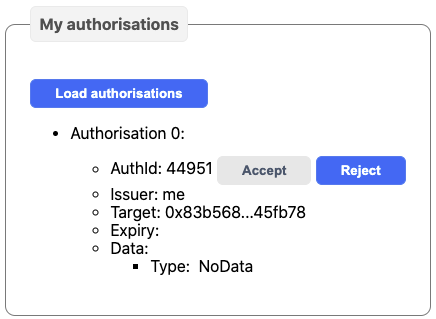 My authorisations
Load authorisations
Authorisation 0:
AuthId: 44951 Accept Reject
Issuer: me
Target: 0x83b568...45fb78
Expiry:
Data:
Type: NoData